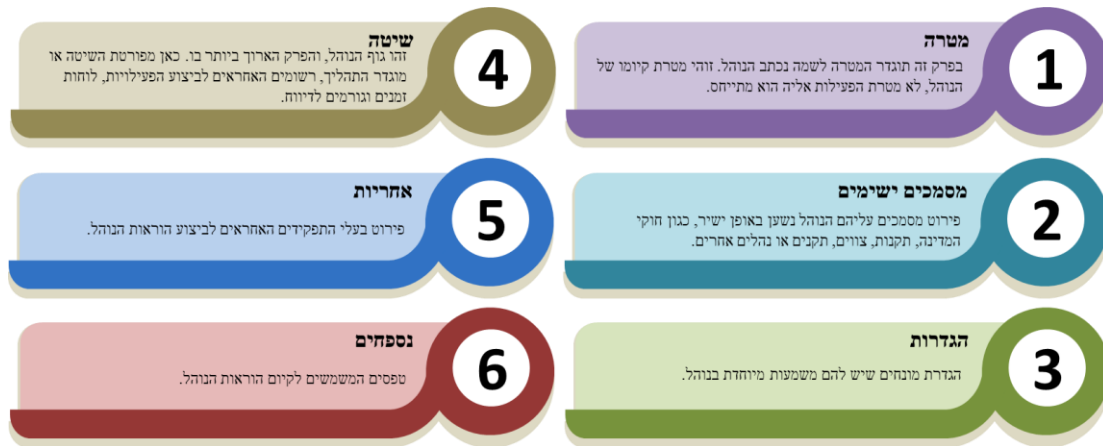 1
מטרה
בפרק זה תוגדר המטרה לשמה נכתב הנוהל. זוהי מטרת קיומו של
הנוהל, לא מטרת הפעילות אליה הוא מתייחס.
2
מסמכים ישימים
פירוט מסמכים עליהם הנוהל נשען באופן ישיר, כגון חוקי
המדינה, תקנות, צווים, תקנים או נהלים אחרים.
3
הגדרות
הגדרת מונחים שיש להם משמעות מיוחדת בנוהל.
4
שיטה
זהו גוף הנוהל, והפרק הארוך ביותר בו. כאן מפורטת השיטה או
מוגדר התהליך, רשומים האחראים לביצוע הפעילויות, לוחות
זמנים וגורמים לדיווח.
5
אחריות
פירוט בעלי התפקידים האחראים לביצוע הוראות הנוהל.
6
נספחים
טפסים המשמשים לקיום הוראות הנוהל.